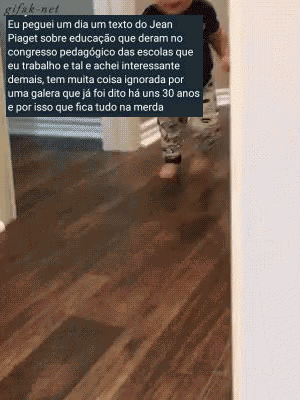 gifak-net
Eu peguei um dia um texto do Jean
Piaget sobre educação que deram no
congresso pedagógico das escolas que
eu trabalho e tal e achei interessante
demais, tem muita coisa ignorada por
uma galera que já foi dito há uns 30 anos
e por isso que fica tudo na merda